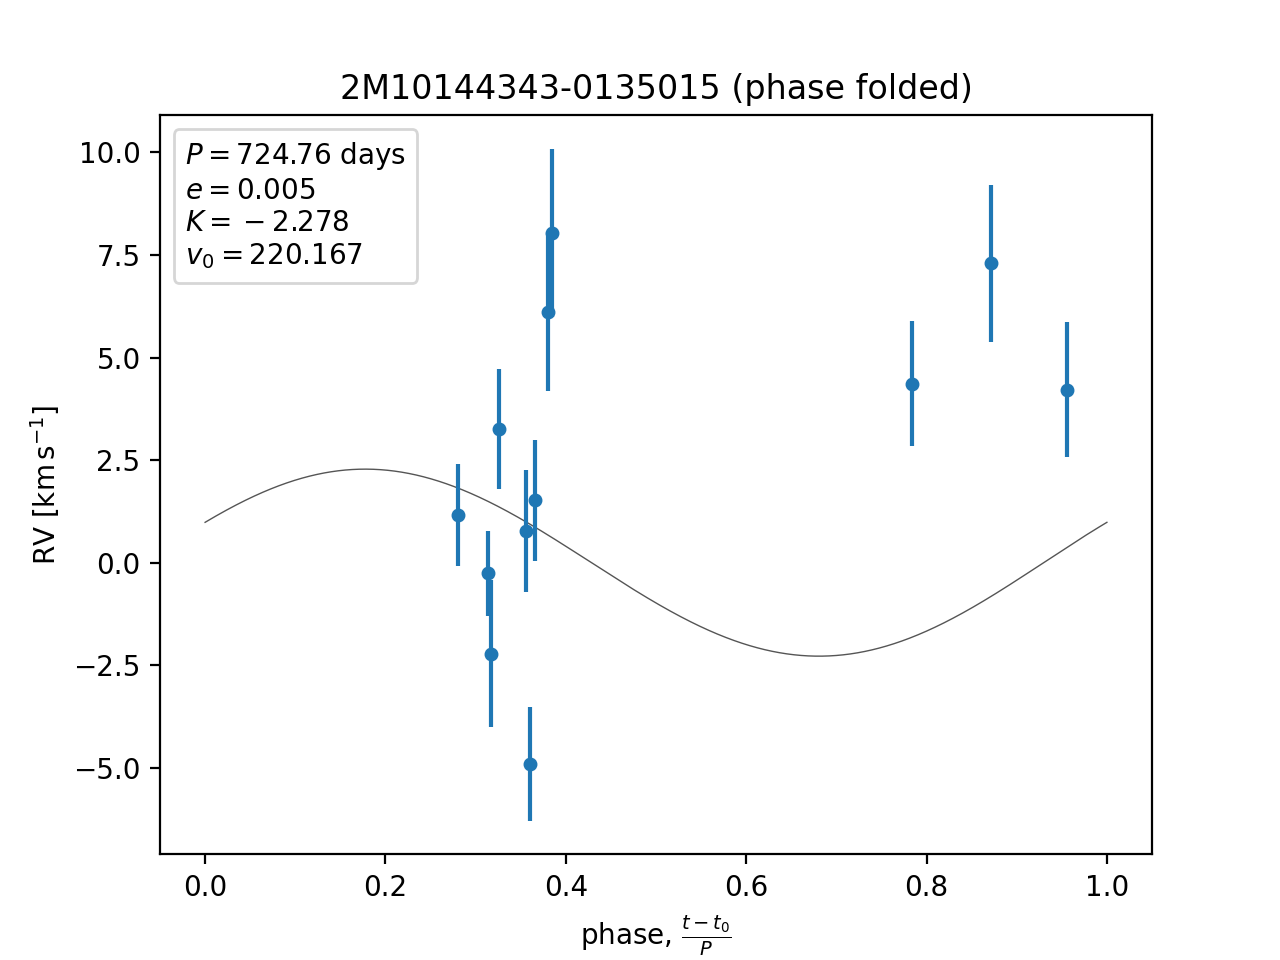 2M10144343-0135015 (phase folded)
P = 724.76 days
e = 0.005
K = −2.278
v₀ = 220.167
10.0
7.5
5.0
2.5
0.0
−2.5
−5.0
RV [km s⁻¹]
0.0 0.2 0.4 0.6 0.8 1.0
phase, (t − t₀)/P